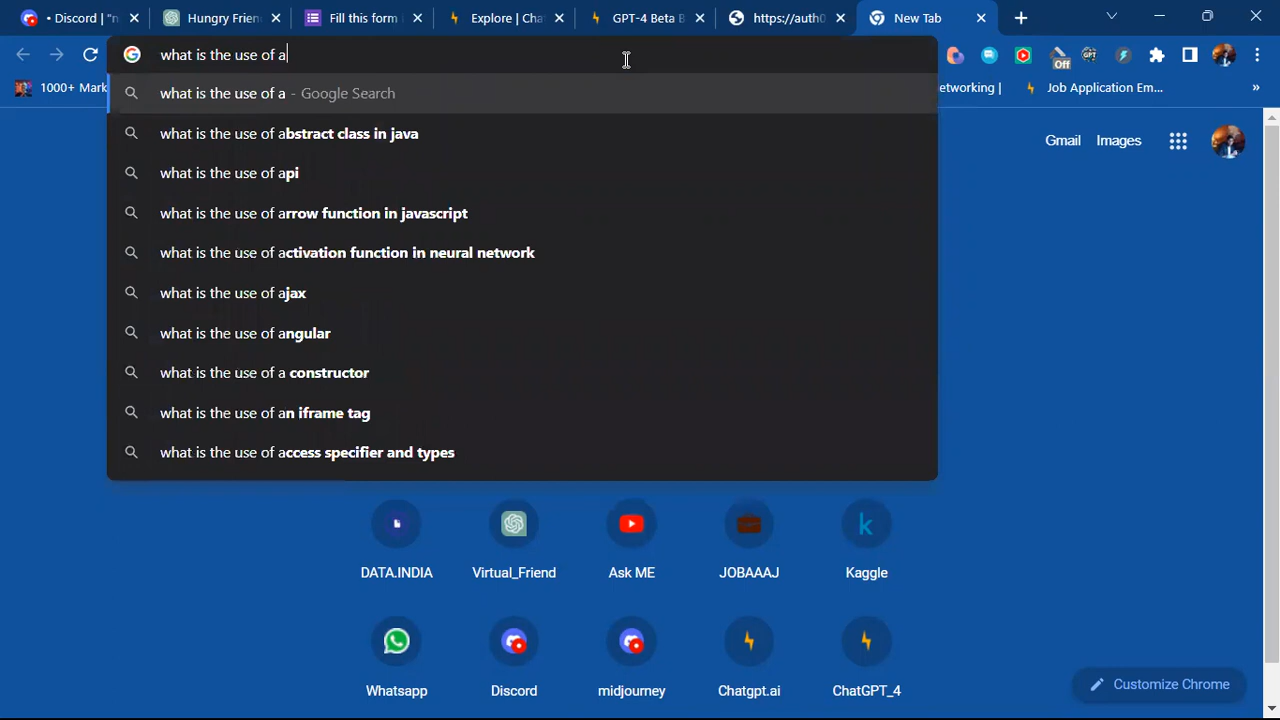 • Discord | "n
Hungry Frien
Fill this form
Explore | Cha
GPT-4 Beta B
https://auth0
New Tab
what is the use of a
Off
GPT
1000+ Mark
etworking |
Job Application Em...
»
what is the use of a - Google Search
what is the use of abstract class in java
what is the use of api
what is the use of arrow function in javascript
what is the use of activation function in neural network
what is the use of ajax
what is the use of angular
what is the use of a constructor
what is the use of an iframe tag
what is the use of access specifier and types
Gmail
Images
DATA.INDIA
Virtual_Friend
Ask ME
JOBAAAJ
k
Kaggle
Whatsapp
Discord
midjourney
Chatgpt.ai
ChatGPT_4
Customize Chrome